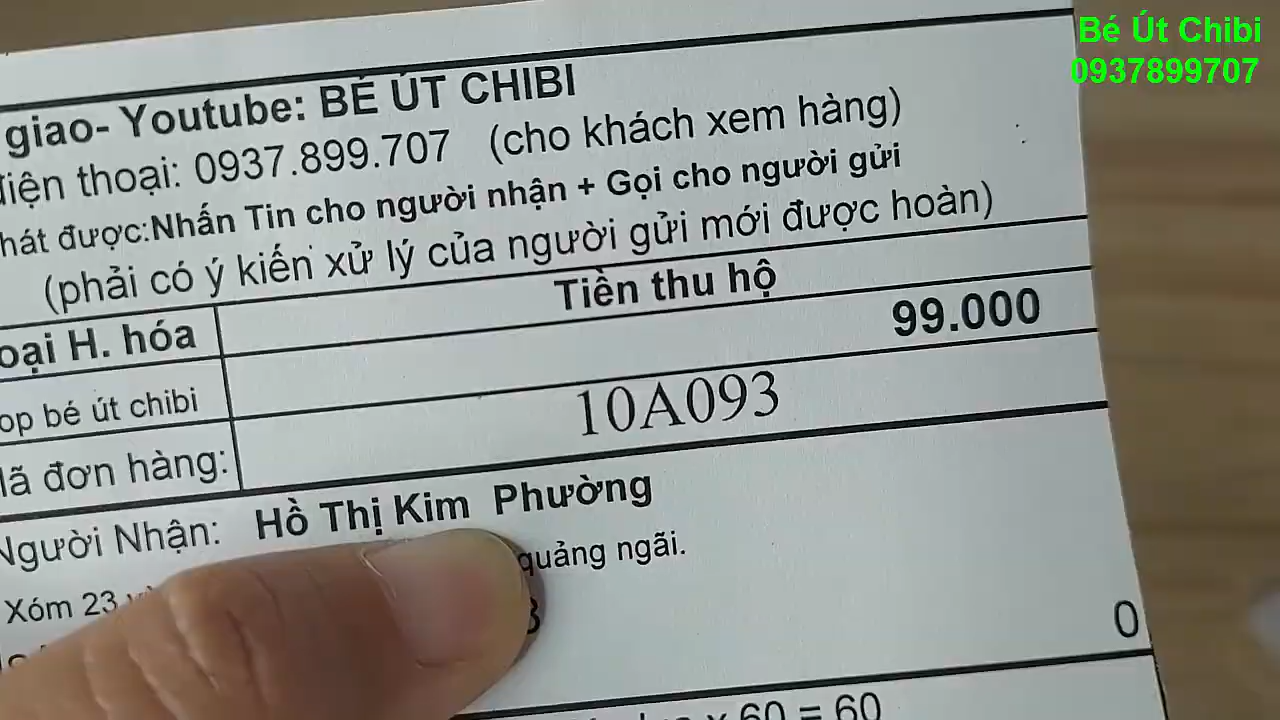 Bé Út Chibi
0937899707
giao- Youtube: BÉ ÚT CHIBI
điện thoại: 0937.899.707 (cho khách xem hàng)
hát được:Nhấn Tin cho người nhận + Gọi cho người gửi
(phải có ý kiến xử lý của người gửi mới được hoàn)
oại H. hóa Tiền thu hộ
op bé út chibi 99.000
ã đơn hàng: 10A093
Người Nhận: Hồ Thị Kim Phường
Xóm 23 quảng ngãi.
0
x 60 = 60